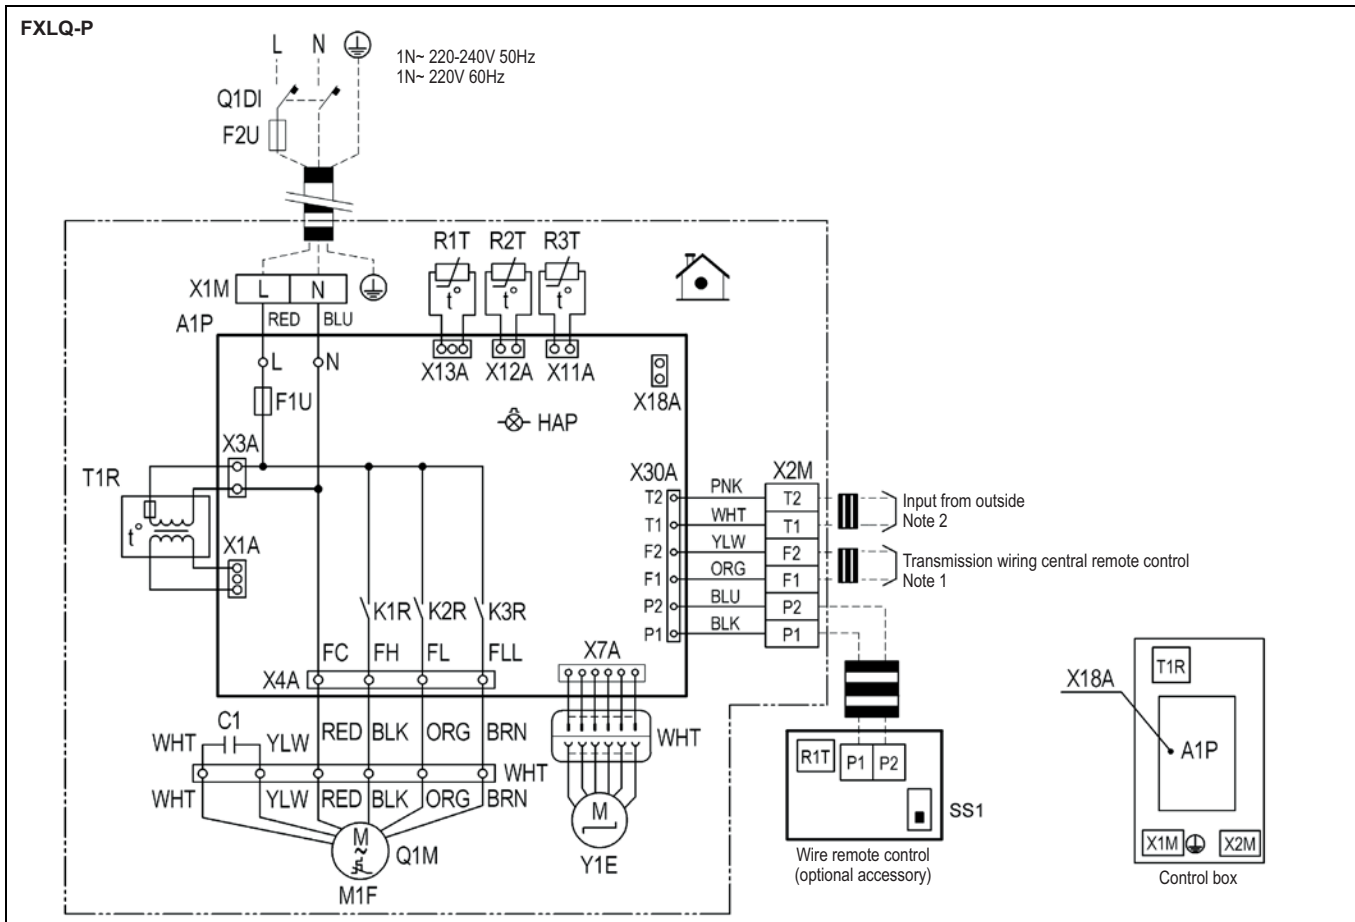 FXLQ-P
L N
1N~ 220-240V 50Hz
1N~ 220V 60Hz
Q1DI
F2U
R1T R2T R3T
t° t° t°
X1M L N
A1P RED BLU
L N
X13A X12A X11A
X18A
F1U
HAP
X3A
T1R
t°
X1A
X30A X2M
T2 PNK T2
T1 WHT T1
F2 YLW F2
F1 ORG F1
P2 BLU P2
P1 BLK P1
Input from outside
Note 2
Transmission wiring central remote control
Note 1
K1R K2R K3R
FC FH FL FLL
X4A
X7A
C1
WHT YLW RED BLK ORG BRN
WHT
WHT YLW RED BLK ORG BRN
M
~
Q1M
M1F
WHT
M
Y1E
R1T P1 P2
SS1
Wire remote control
(optional accessory)
X18A
T1R
A1P
X1M X2M
Control box